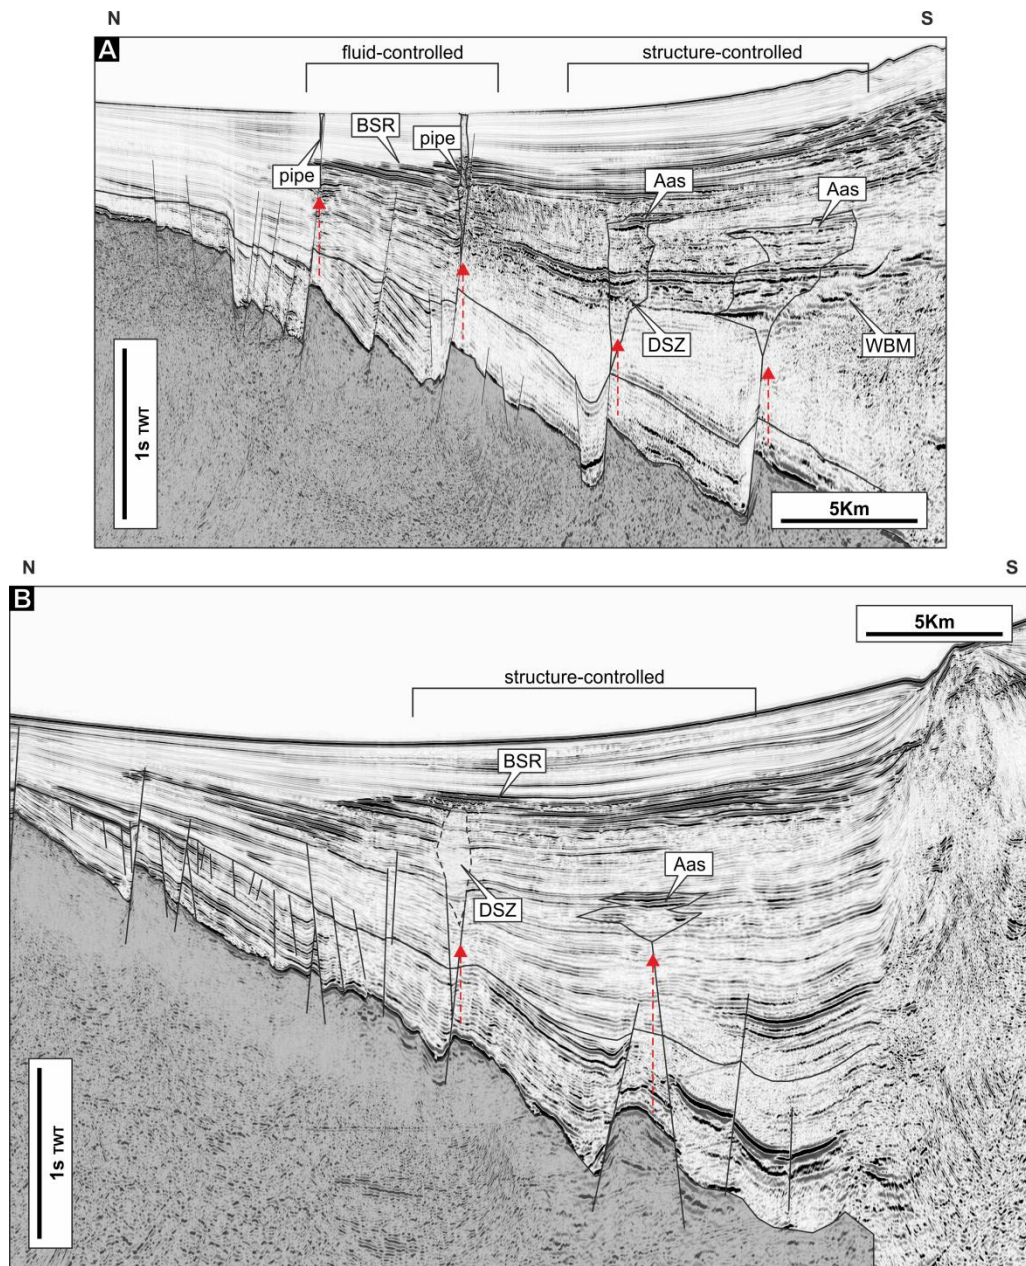 N
S
A
fluid-controlled
structure-controlled
BSR
pipe
pipe
Aas
Aas
DSZ
WBM
1s TWT
5Km
N
S
B
5Km
structure-controlled
BSR
Aas
DSZ
1s TWT